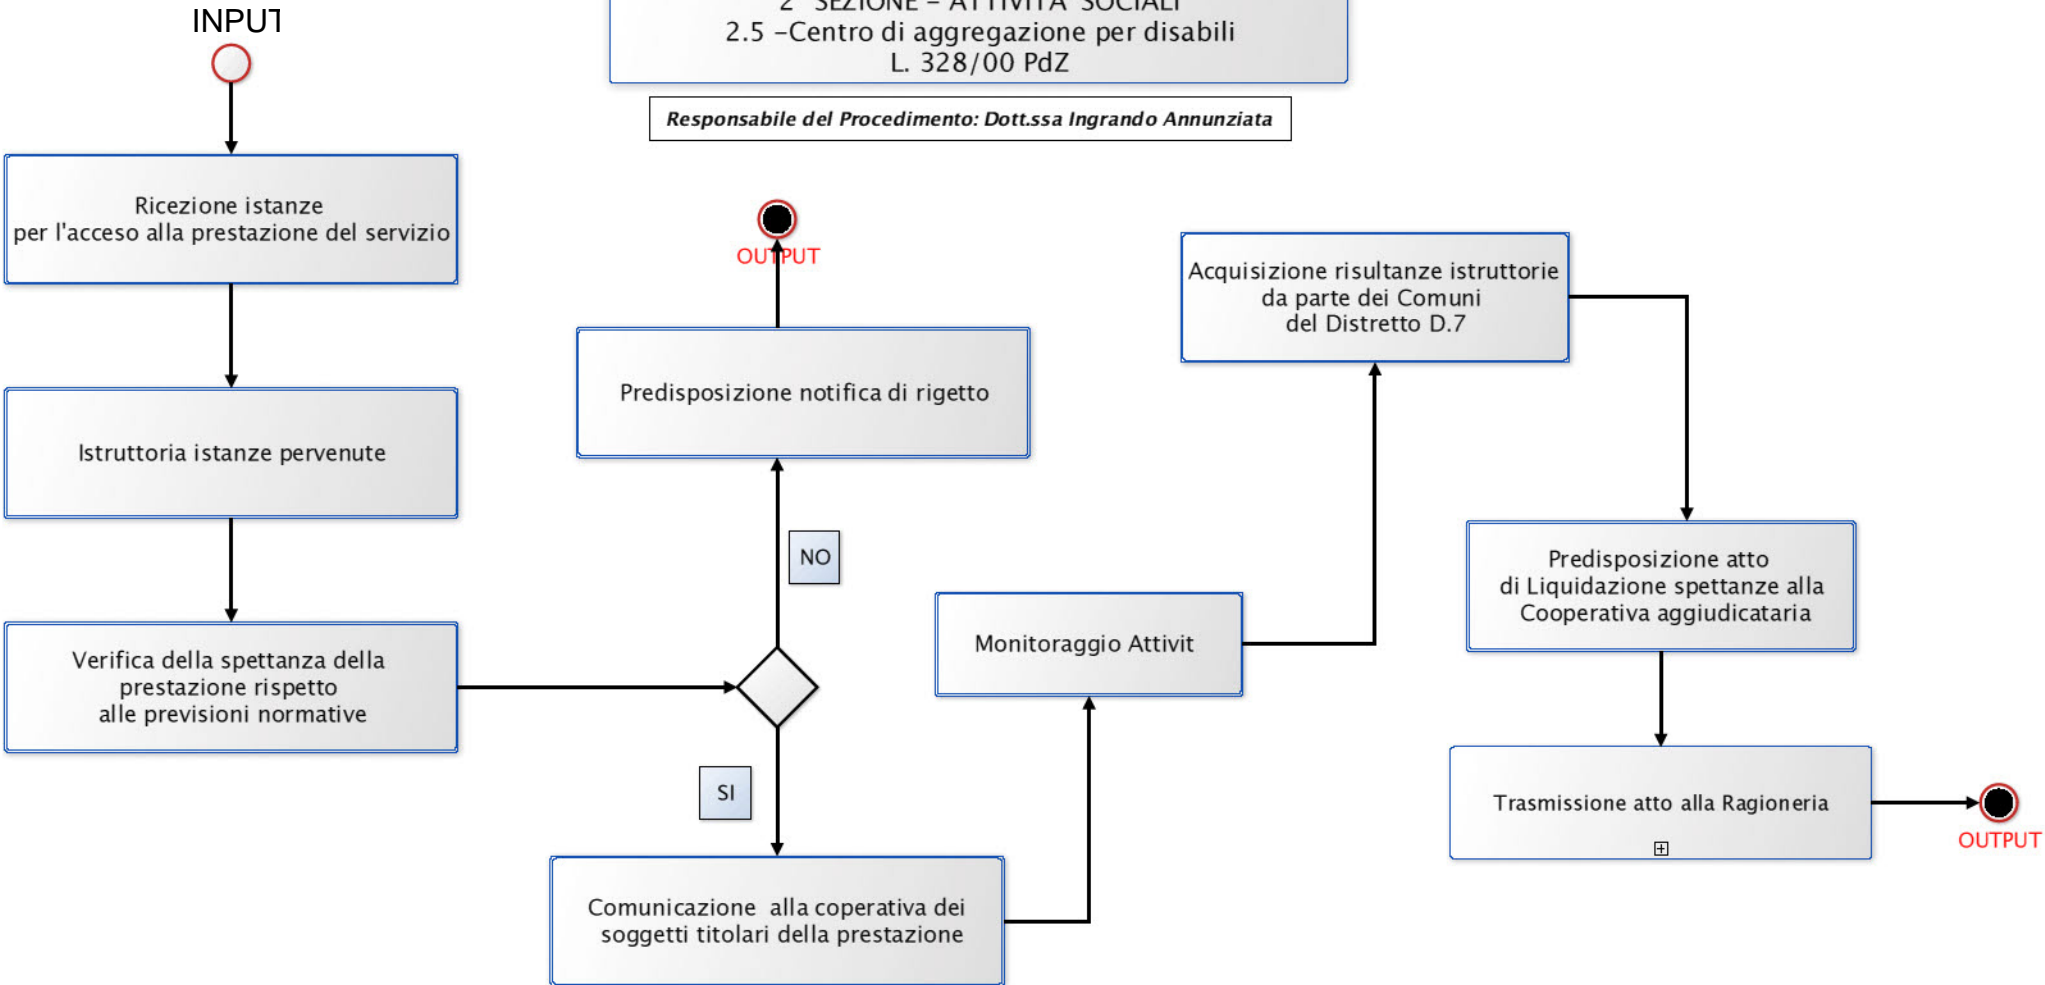 INPUT
2° SEZIONE – ATTIVITA' SOCIALI
2.5 –Centro di aggregazione per disabili
L. 328/00 PdZ
Responsabile del Procedimento: Dott.ssa Ingrando Annunziata
Ricezione istanze
per l'acceso alla prestazione del servizio
Istruttoria istanze pervenute
Verifica della spettanza della
prestazione rispetto
alle previsioni normative
OUTPUT
Predisposizione notifica di rigetto
NO
SI
Comunicazione alla coperativa dei
soggetti titolari della prestazione
Monitoraggio Attivit
Acquisizione risultanze istruttorie
da parte dei Comuni
del Distretto D.7
Predisposizione atto
di Liquidazione spettanze alla
Cooperativa aggiudicataria
Trasmissione atto alla Ragioneria
OUTPUT